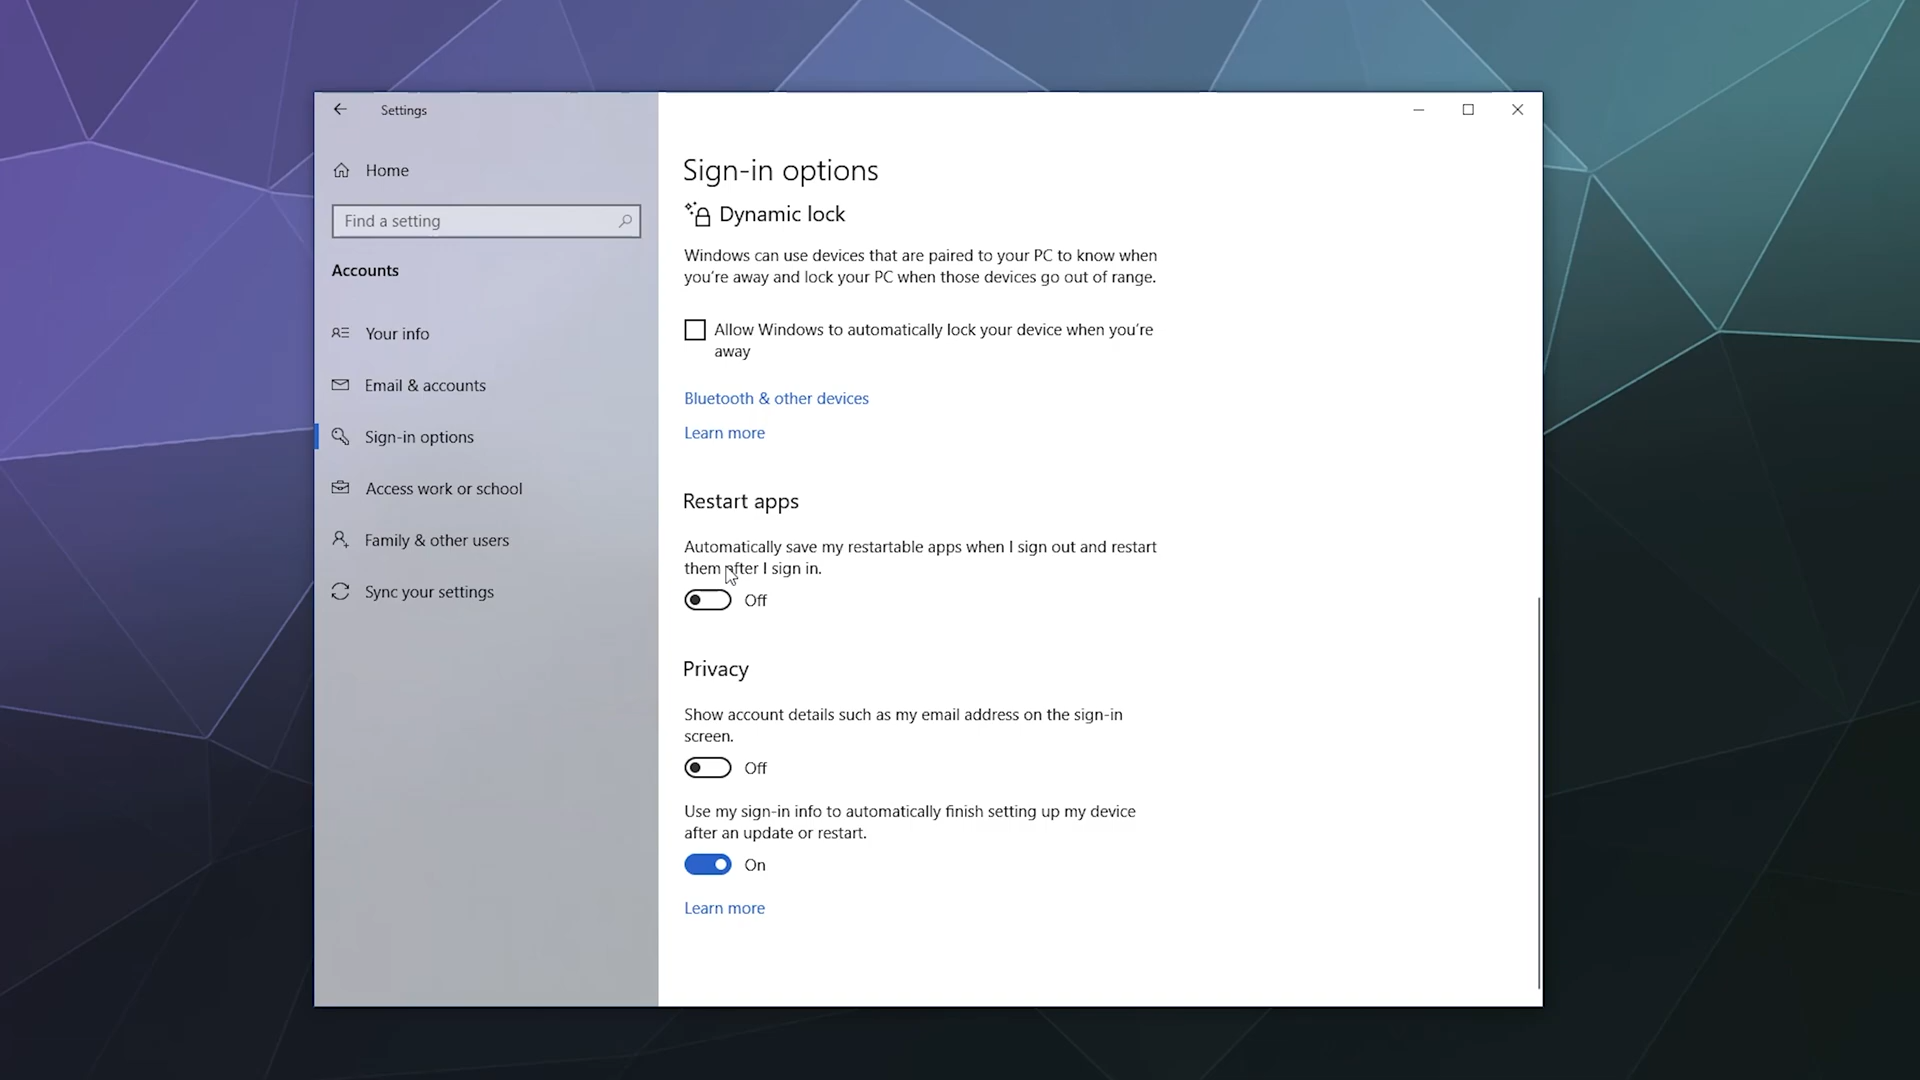 Settings
Home
Find a setting
Accounts
Your info
Email & accounts
Sign-in options
Access work or school
Family & other users
Sync your settings
Sign-in options
Dynamic lock
Windows can use devices that are paired to your PC to know when
you're away and lock your PC when those devices go out of range.
Allow Windows to automatically lock your device when you're
away
Bluetooth & other devices
Learn more
Restart apps
Automatically save my restartable apps when I sign out and restart
them after I sign in.
Off
Privacy
Show account details such as my email address on the sign-in
screen.
Off
Use my sign-in info to automatically finish setting up my device
after an update or restart.
On
Learn more